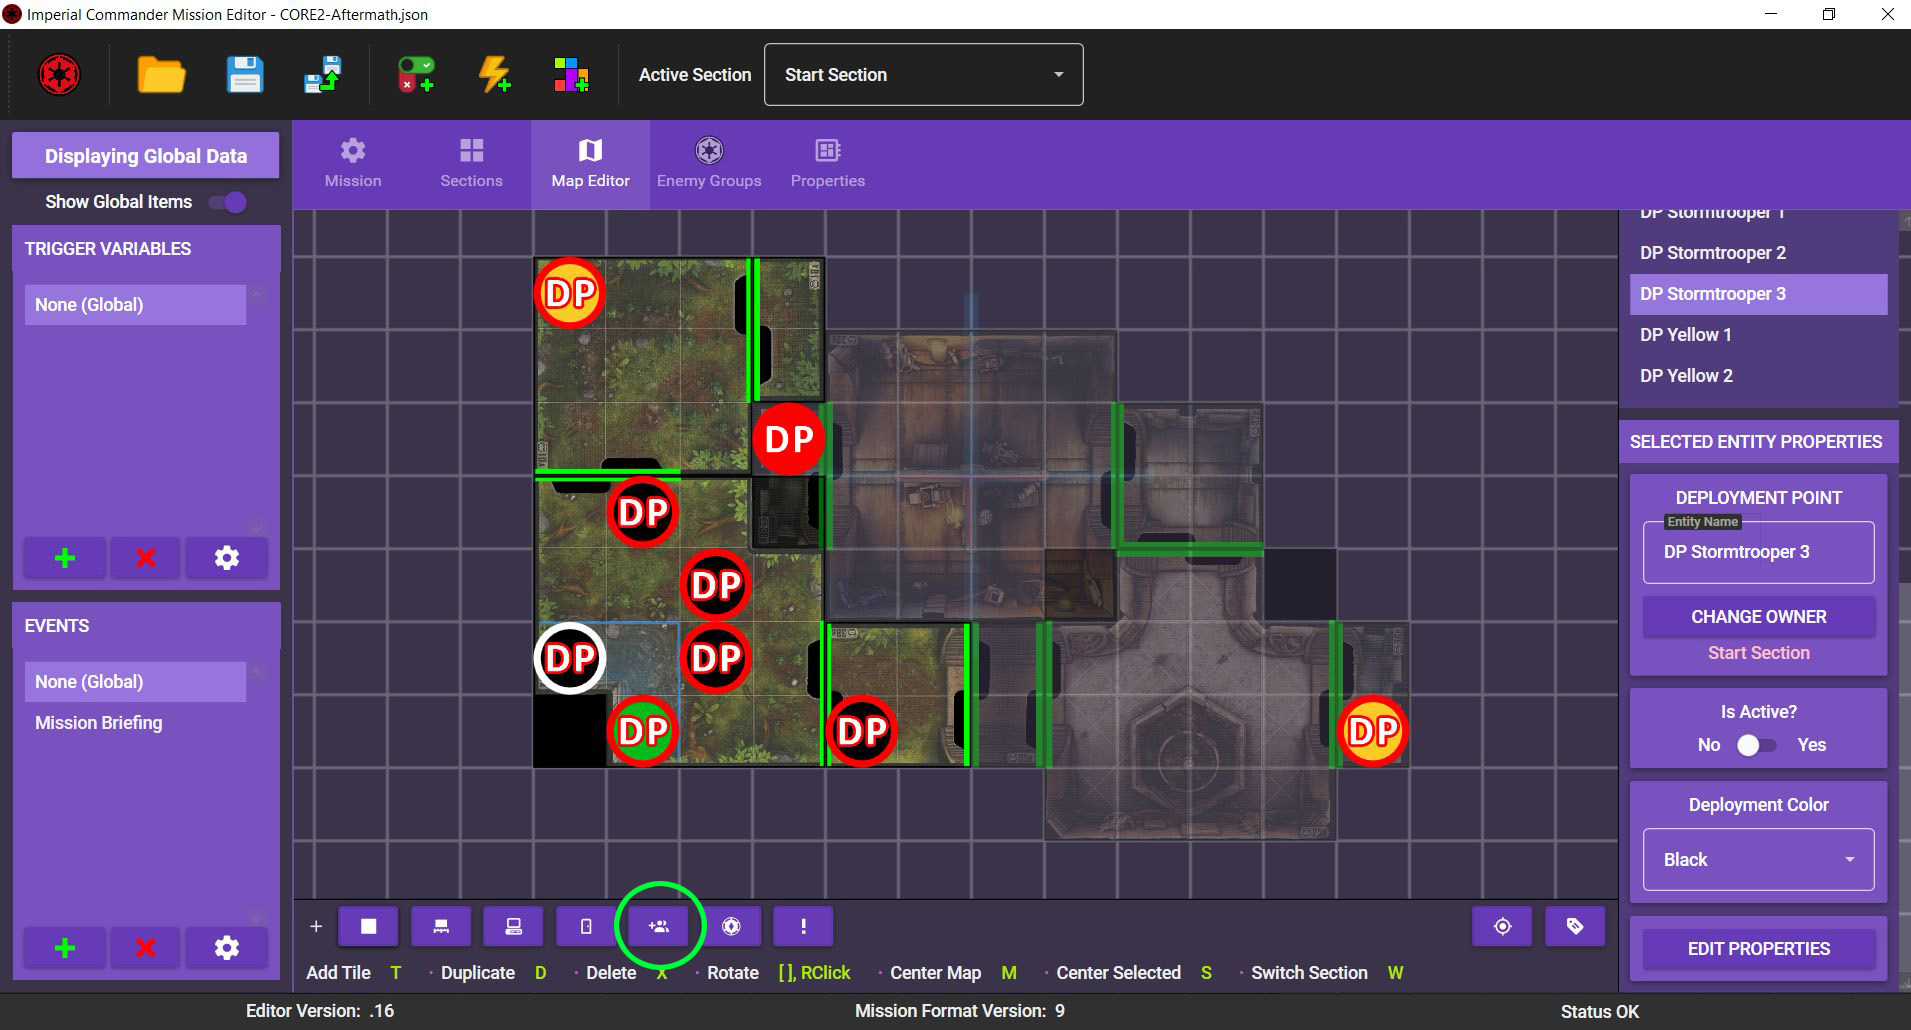 Imperial Commander Mission Editor - CORE2-Aftermath.json
Active Section
Start Section
Displaying Global Data
Show Global Items
TRIGGER VARIABLES
None (Global)
EVENTS
None (Global)
Mission Briefing
Mission
Sections
Map Editor
Enemy Groups
Properties
DP
DP
DP
DP
DP
DP
DP
DP
DP
DP Stormtrooper 1
DP Stormtrooper 2
DP Stormtrooper 3
DP Yellow 1
DP Yellow 2
SELECTED ENTITY PROPERTIES
DEPLOYMENT POINT
Entity Name
DP Stormtrooper 3
CHANGE OWNER
Start Section
Is Active?
No Yes
Deployment Color
Black
EDIT PROPERTIES
Add Tile T · Duplicate D · Delete X · Rotate [ ], RClick · Center Map M · Center Selected S · Switch Section W
Editor Version: .16
Mission Format Version: 9
Status OK